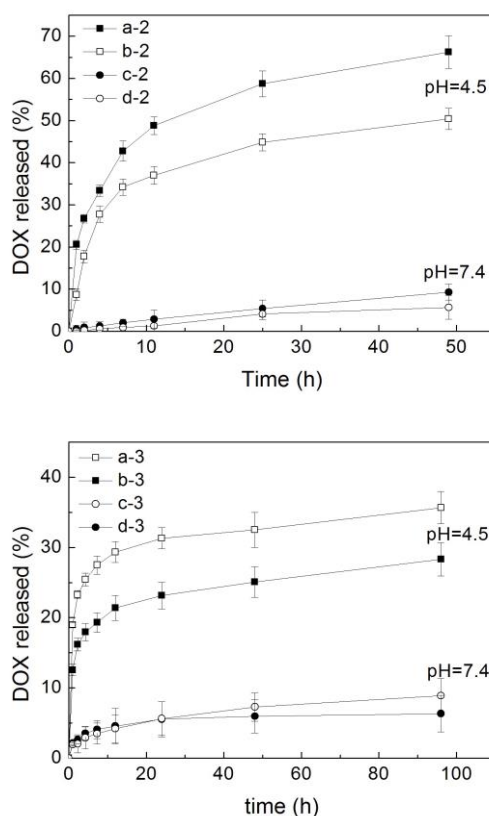 70
60
50
40
30
20
10
0
DOX released (%)
a-2
b-2
c-2
d-2
pH=4.5
pH=7.4
0 10 20 30 40 50
Time (h)
40
30
20
10
0
DOX released (%)
a-3
b-3
c-3
d-3
pH=4.5
pH=7.4
0 20 40 60 80 100
time (h)